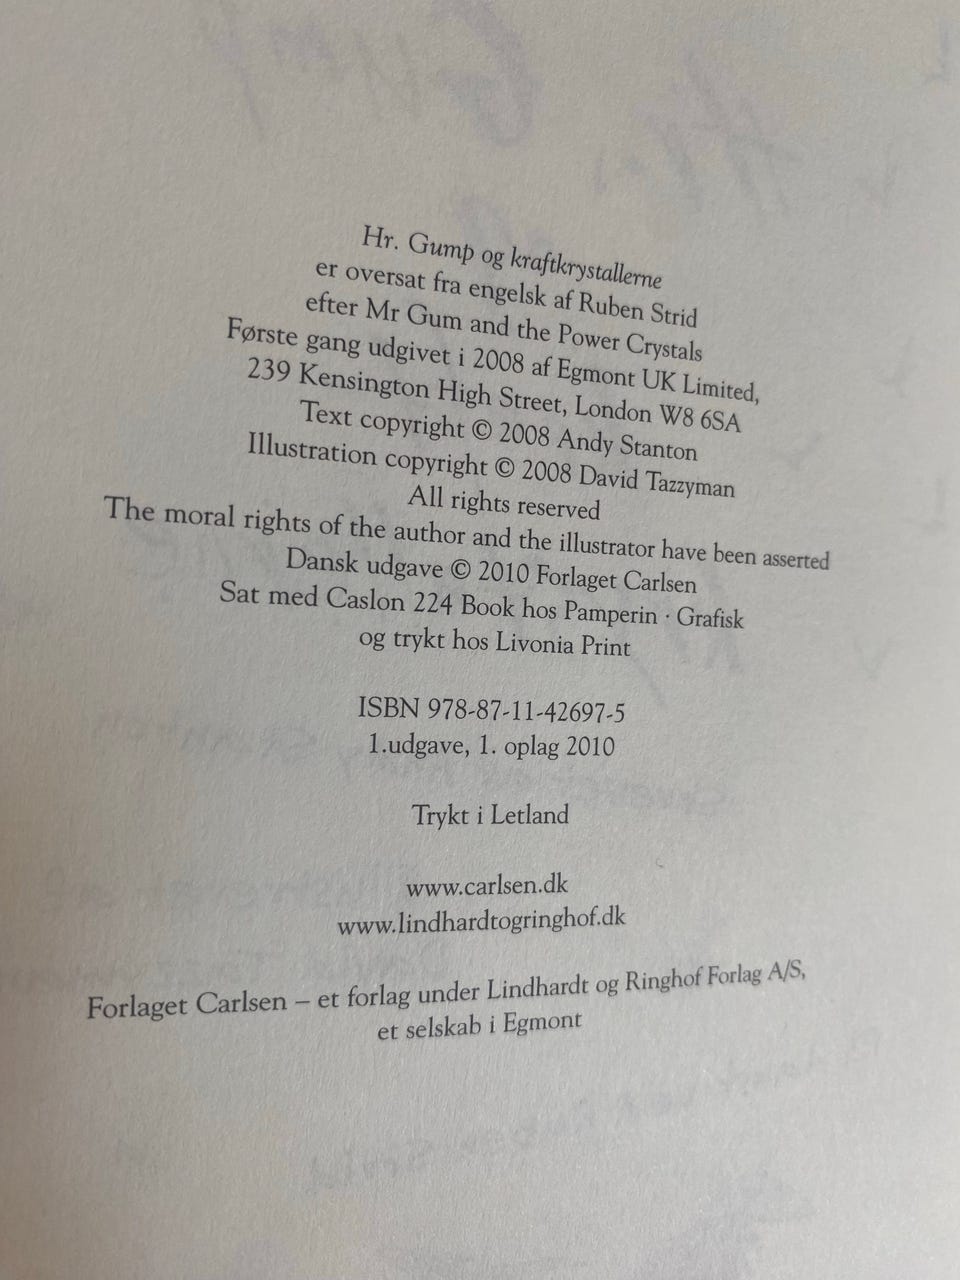 Hr. Gump og kraftkrystallerne
er oversat fra engelsk af Ruben Strid
efter Mr Gum and the Power Crystals
Første gang udgivet i 2008 af Egmont UK Limited,
239 Kensington High Street, London W8 6SA
Text copyright © 2008 Andy Stanton
Illustration copyright © 2008 David Tazzyman
All rights reserved
The moral rights of the author and the illustrator have been asserted
Dansk udgave © 2010 Forlaget Carlsen
Sat med Caslon 224 Book hos Pamperin · Grafisk
og trykt hos Livonia Print
ISBN 978-87-11-42697-5
1.udgave, 1. oplag 2010
Trykt i Letland
www.carlsen.dk
www.lindhardtogringhof.dk
Forlaget Carlsen – et forlag under Lindhardt og Ringhof Forlag A/S,
et selskab i Egmont